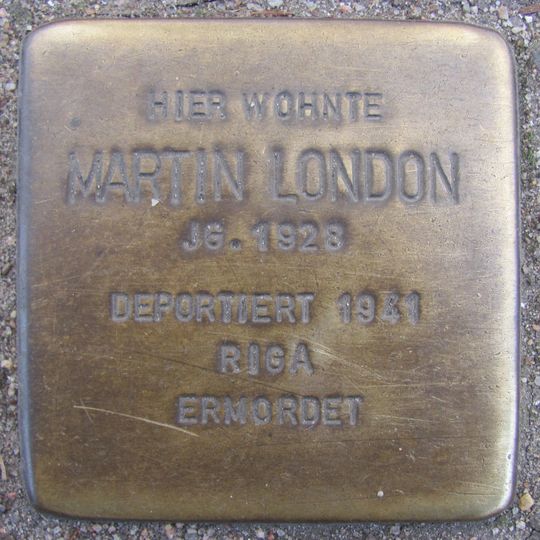 HIER WOHNTE
MARTIN LONDON
JG. 1928
DEPORTIERT 1941
RIGA
ERMORDET